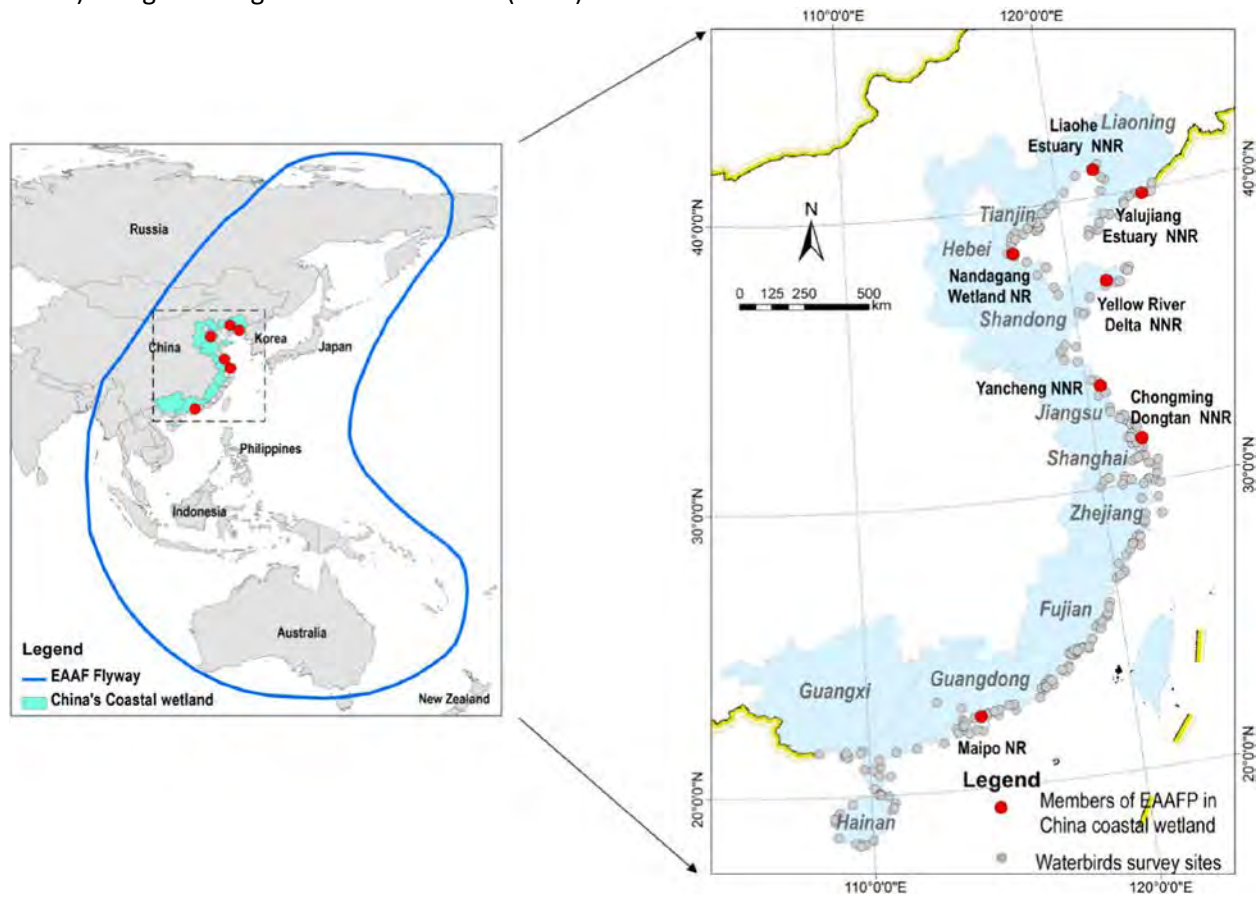 Russia
China
Korea
Japan
Philippines
Indonesia
Australia
New Zealand
Legend
EAAF Flyway
China's Coastal wetland
110°0'0"E
120°0'0"E
40°0'0"N
30°0'0"N
20°0'0"N
40°0'0"N
30°0'0"N
20°0'0"N
110°0'0"E
120°0'0"E
N
0 125 250 500
km
Liaohe
Estuary NNR
Liaoning
Tianjin
Yalujiang
Estuary NNR
Hebei
Nandagang
Wetland NR
Yellow River
Delta NNR
Shandong
Yancheng NNR
Chongming
Dongtan NNR
Jiangsu
Shanghai
Zhejiang
Fujian
Guangxi
Guangdong
Maipo NR
Hainan
Legend
Members of EAAFP in
China coastal wetland
Waterbirds survey sites